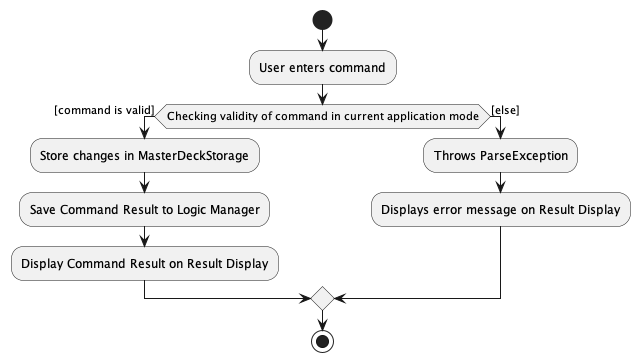 User enters command
[command is valid]
Checking validity of command in current application mode
[else]
Store changes in MasterDeckStorage
Throws ParseException
Save Command Result to Logic Manager
Displays error message on Result Display
Display Command Result on Result Display